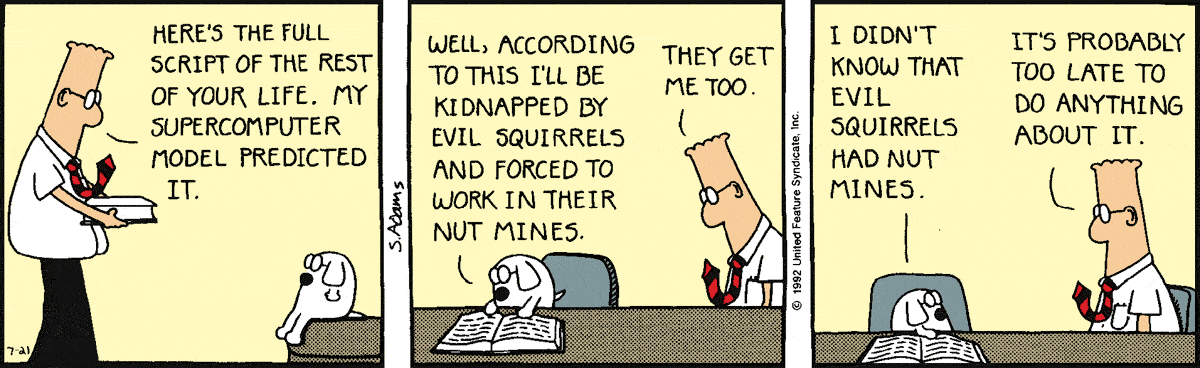 HERE'S THE FULL
SCRIPT OF THE REST
OF YOUR LIFE. MY
SUPERCOMPUTER
MODEL PREDICTED
IT.
7-21
S. Adams
WELL, ACCORDING
TO THIS I'LL BE
KIDNAPPED BY
EVIL SQUIRRELS
AND FORCED TO
WORK IN THEIR
NUT MINES.
THEY GET
ME TOO.
© 1992 United Feature Syndicate, Inc.
I DIDN'T
KNOW THAT
EVIL
SQUIRRELS
HAD NUT
MINES.
IT'S PROBABLY
TOO LATE TO
DO ANYTHING
ABOUT IT.